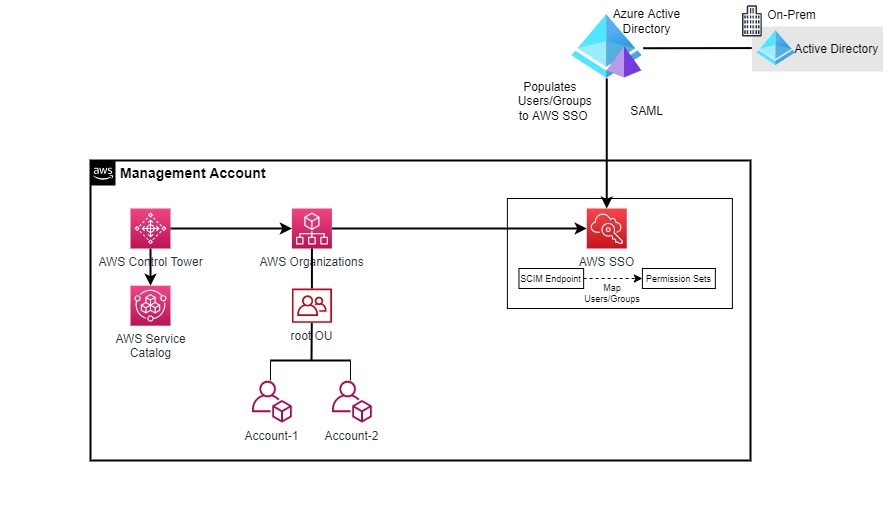 Azure Active
Directory
On-Prem
Active Directory
Populates
Users/Groups
to AWS SSO
SAML
aws
Management Account
AWS Control Tower
AWS Organizations
AWS SSO
SCIM Endpoint
Permission Sets
Map
Users/Groups
AWS Service
Catalog
root OU
Account-1
Account-2